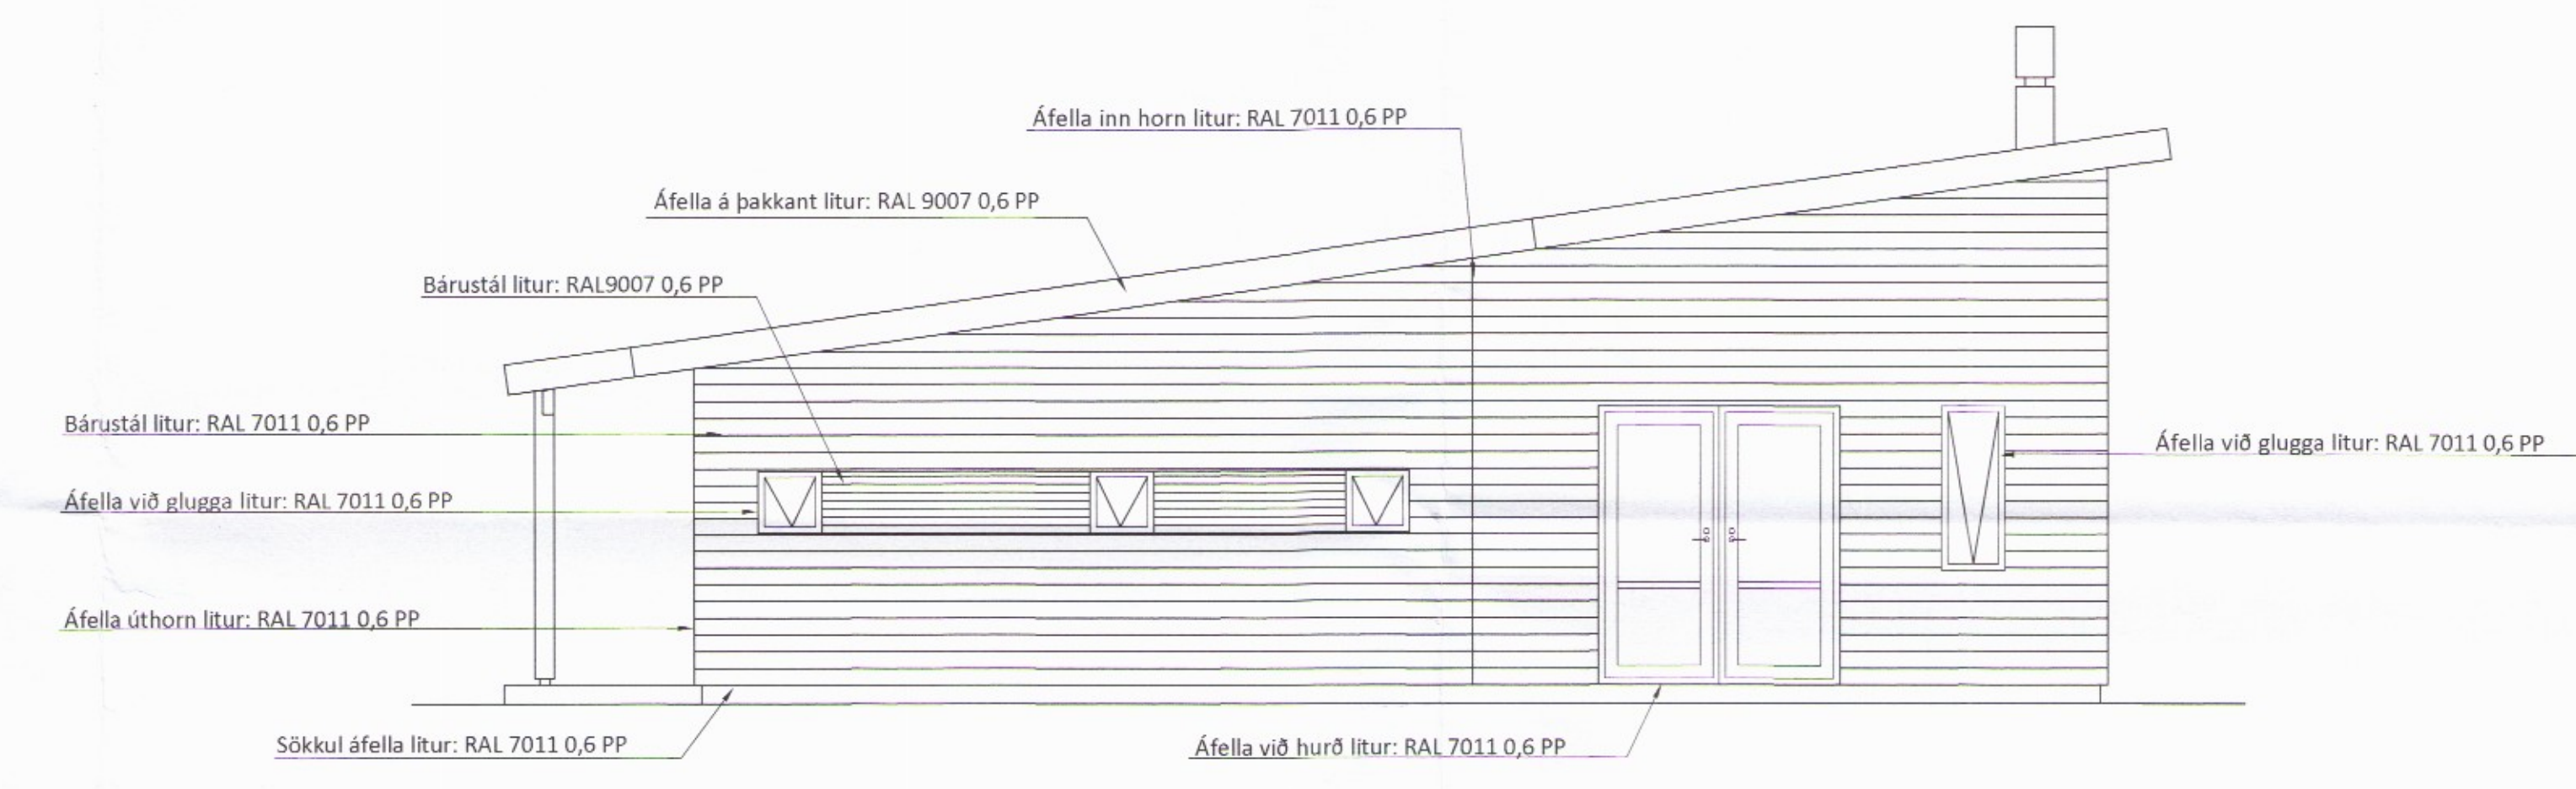 Áfella inn horn litur: RAL 7011 0,6 PP
Áfella á þakkant litur: RAL 9007 0,6 PP
Bárustál litur: RAL9007 0,6 PP
Bárustál litur: RAL 7011 0,6 PP
Áfella við glugga litur: RAL 7011 0,6 PP
Áfella við glugga litur: RAL 7011 0,6 PP
Áfella úthorn litur: RAL 7011 0,6 PP
Sökkul áfella litur: RAL 7011 0,6 PP
Áfella við hurð litur: RAL 7011 0,6 PP